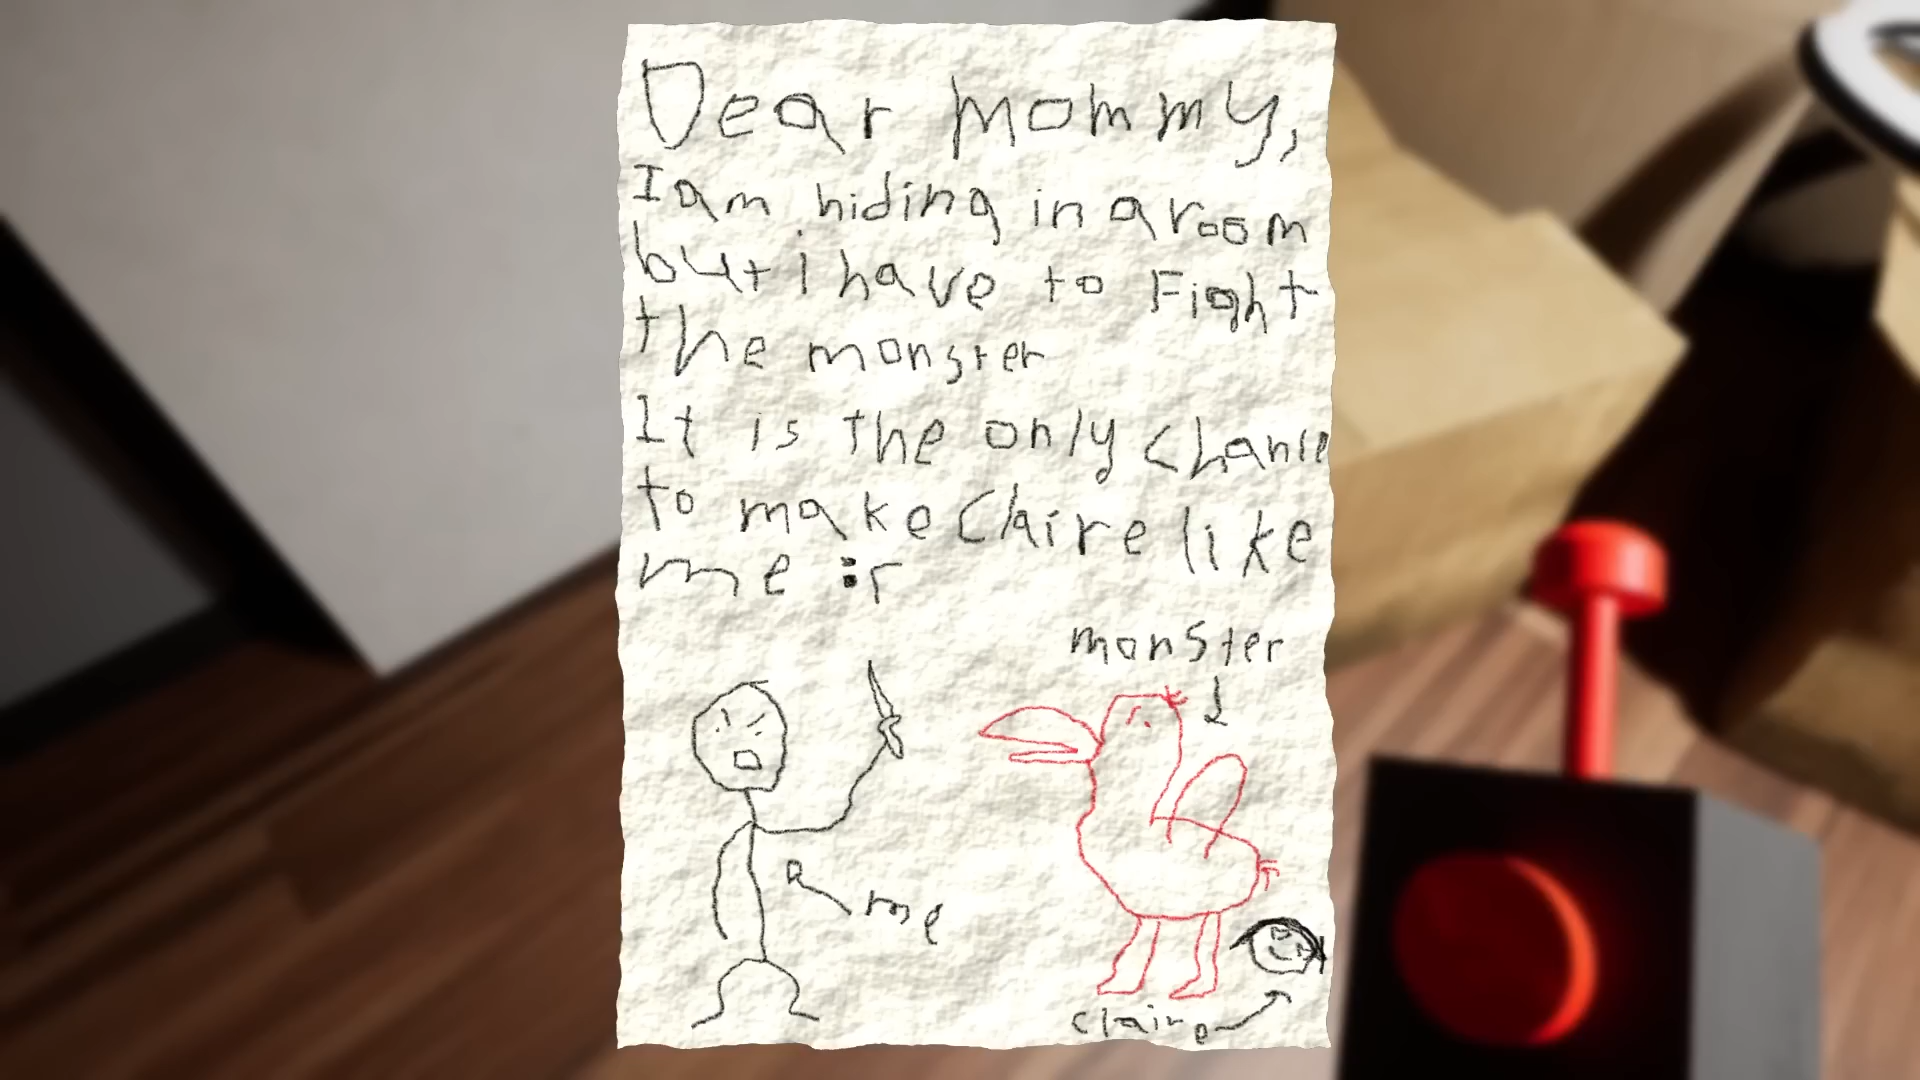 Dear mommy,
I am hiding in a room
but i have to Fight
the monster
It is the only chance
to make Claire like
me :r
monster
me
claire